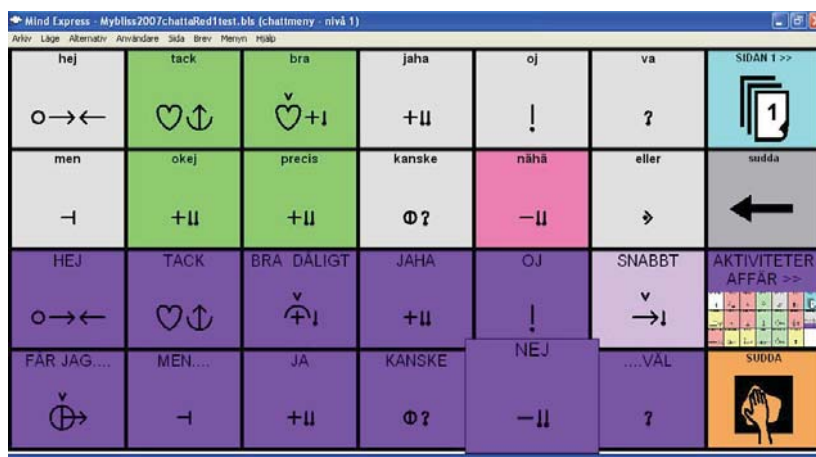 Mind Express - Mybliss2007chattaRed1test.bls (chattmeny - nivå 1)
Arkiv Läge Alternativ Användare Sida Brev Menyn Hjälp
hej tack bra jaha oj va SIDAN 1 >>
! ? 1
men okej precis kanske nähä eller sudda
?
HEJ TACK BRA DÅLIGT JAHA OJ SNABBT AKTIVITETER
AFFÄR >>
!
FÅR JAG.... MEN.... JA KANSKE NEJ ....VÄL SUDDA
? ?